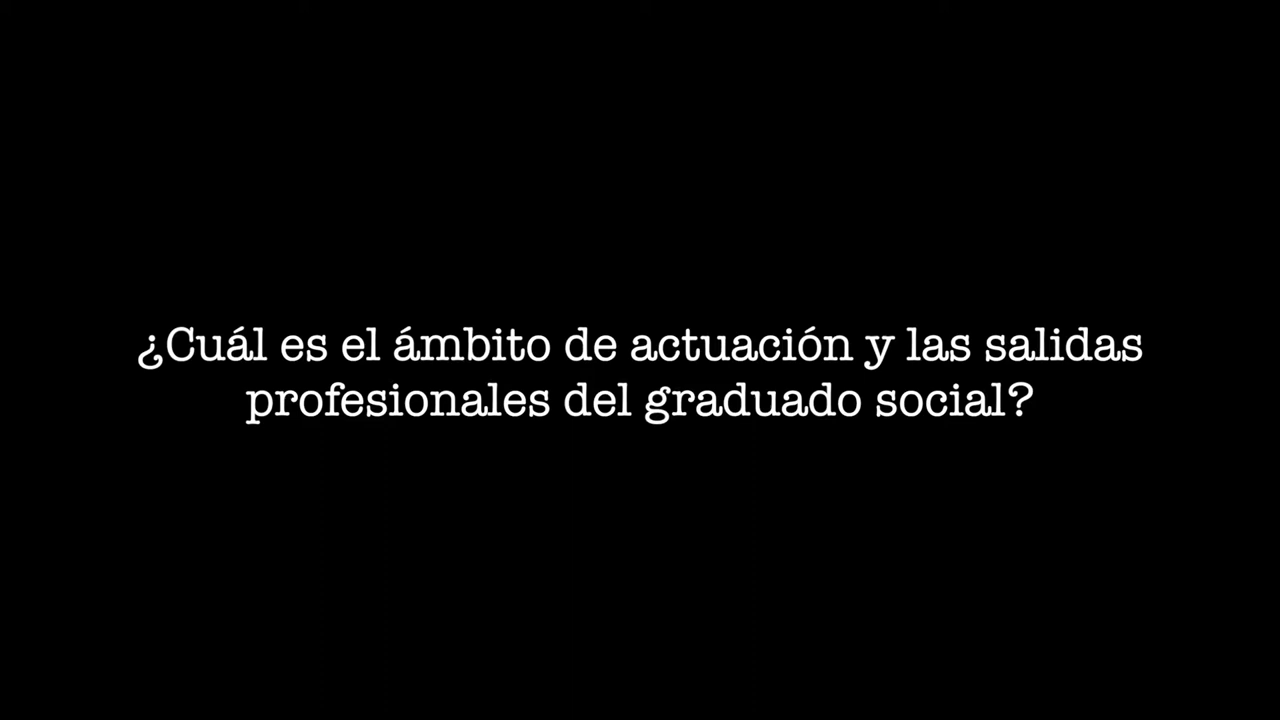 ¿Cuál es el ámbito de actuación y las salidas
profesionales del graduado social?